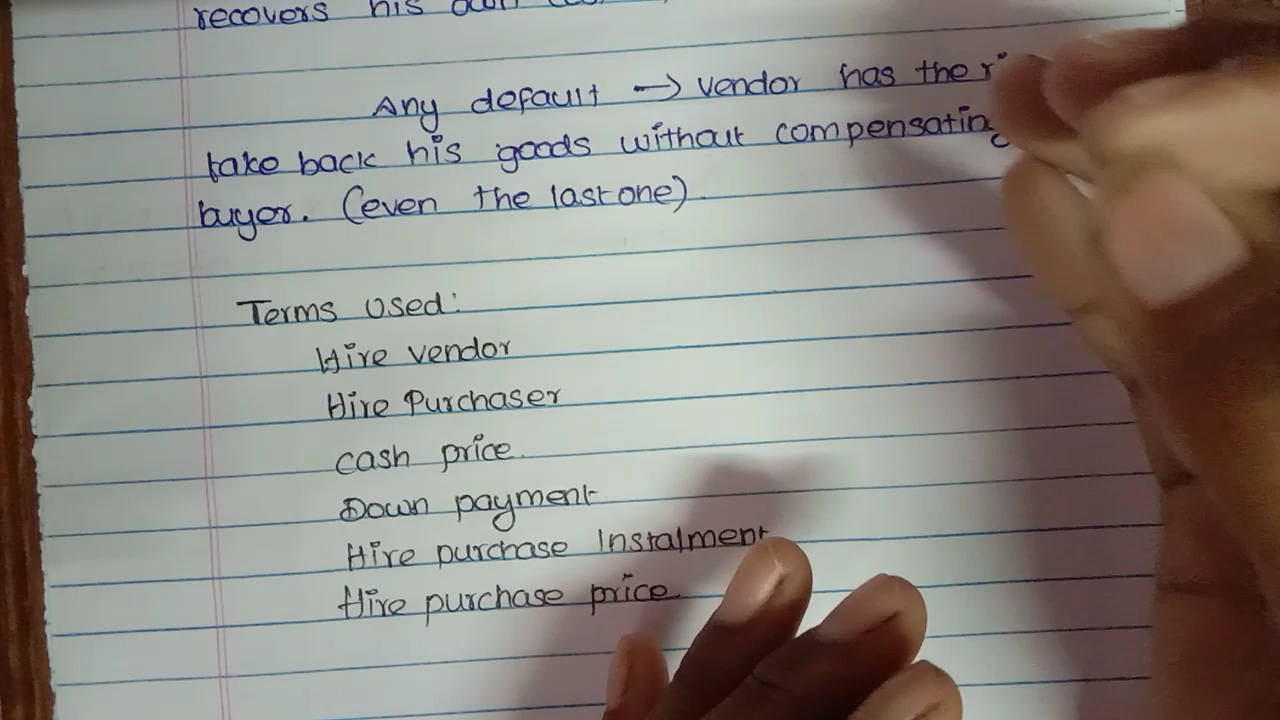 recovers his own
Any default → vendor has the
take back his goods without compensating
buyer. (even the last one).
Terms Used:
Hire vendor
Hire Purchaser
cash price.
Down payment
Hire purchase Instalment
Hire purchase price.